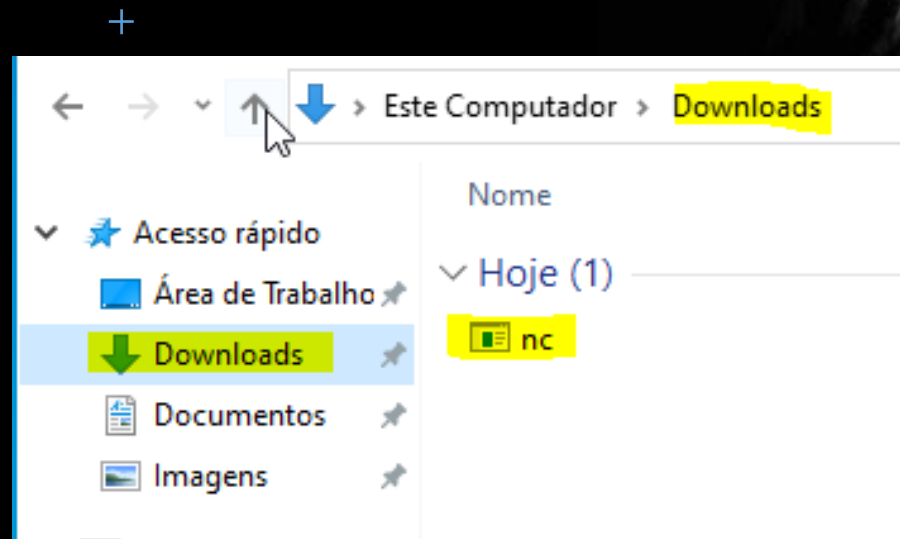 Este Computador > Downloads
Nome
Acesso rápido
Hoje (1)
Área de Trabalho
nc
Downloads
Documentos
Imagens